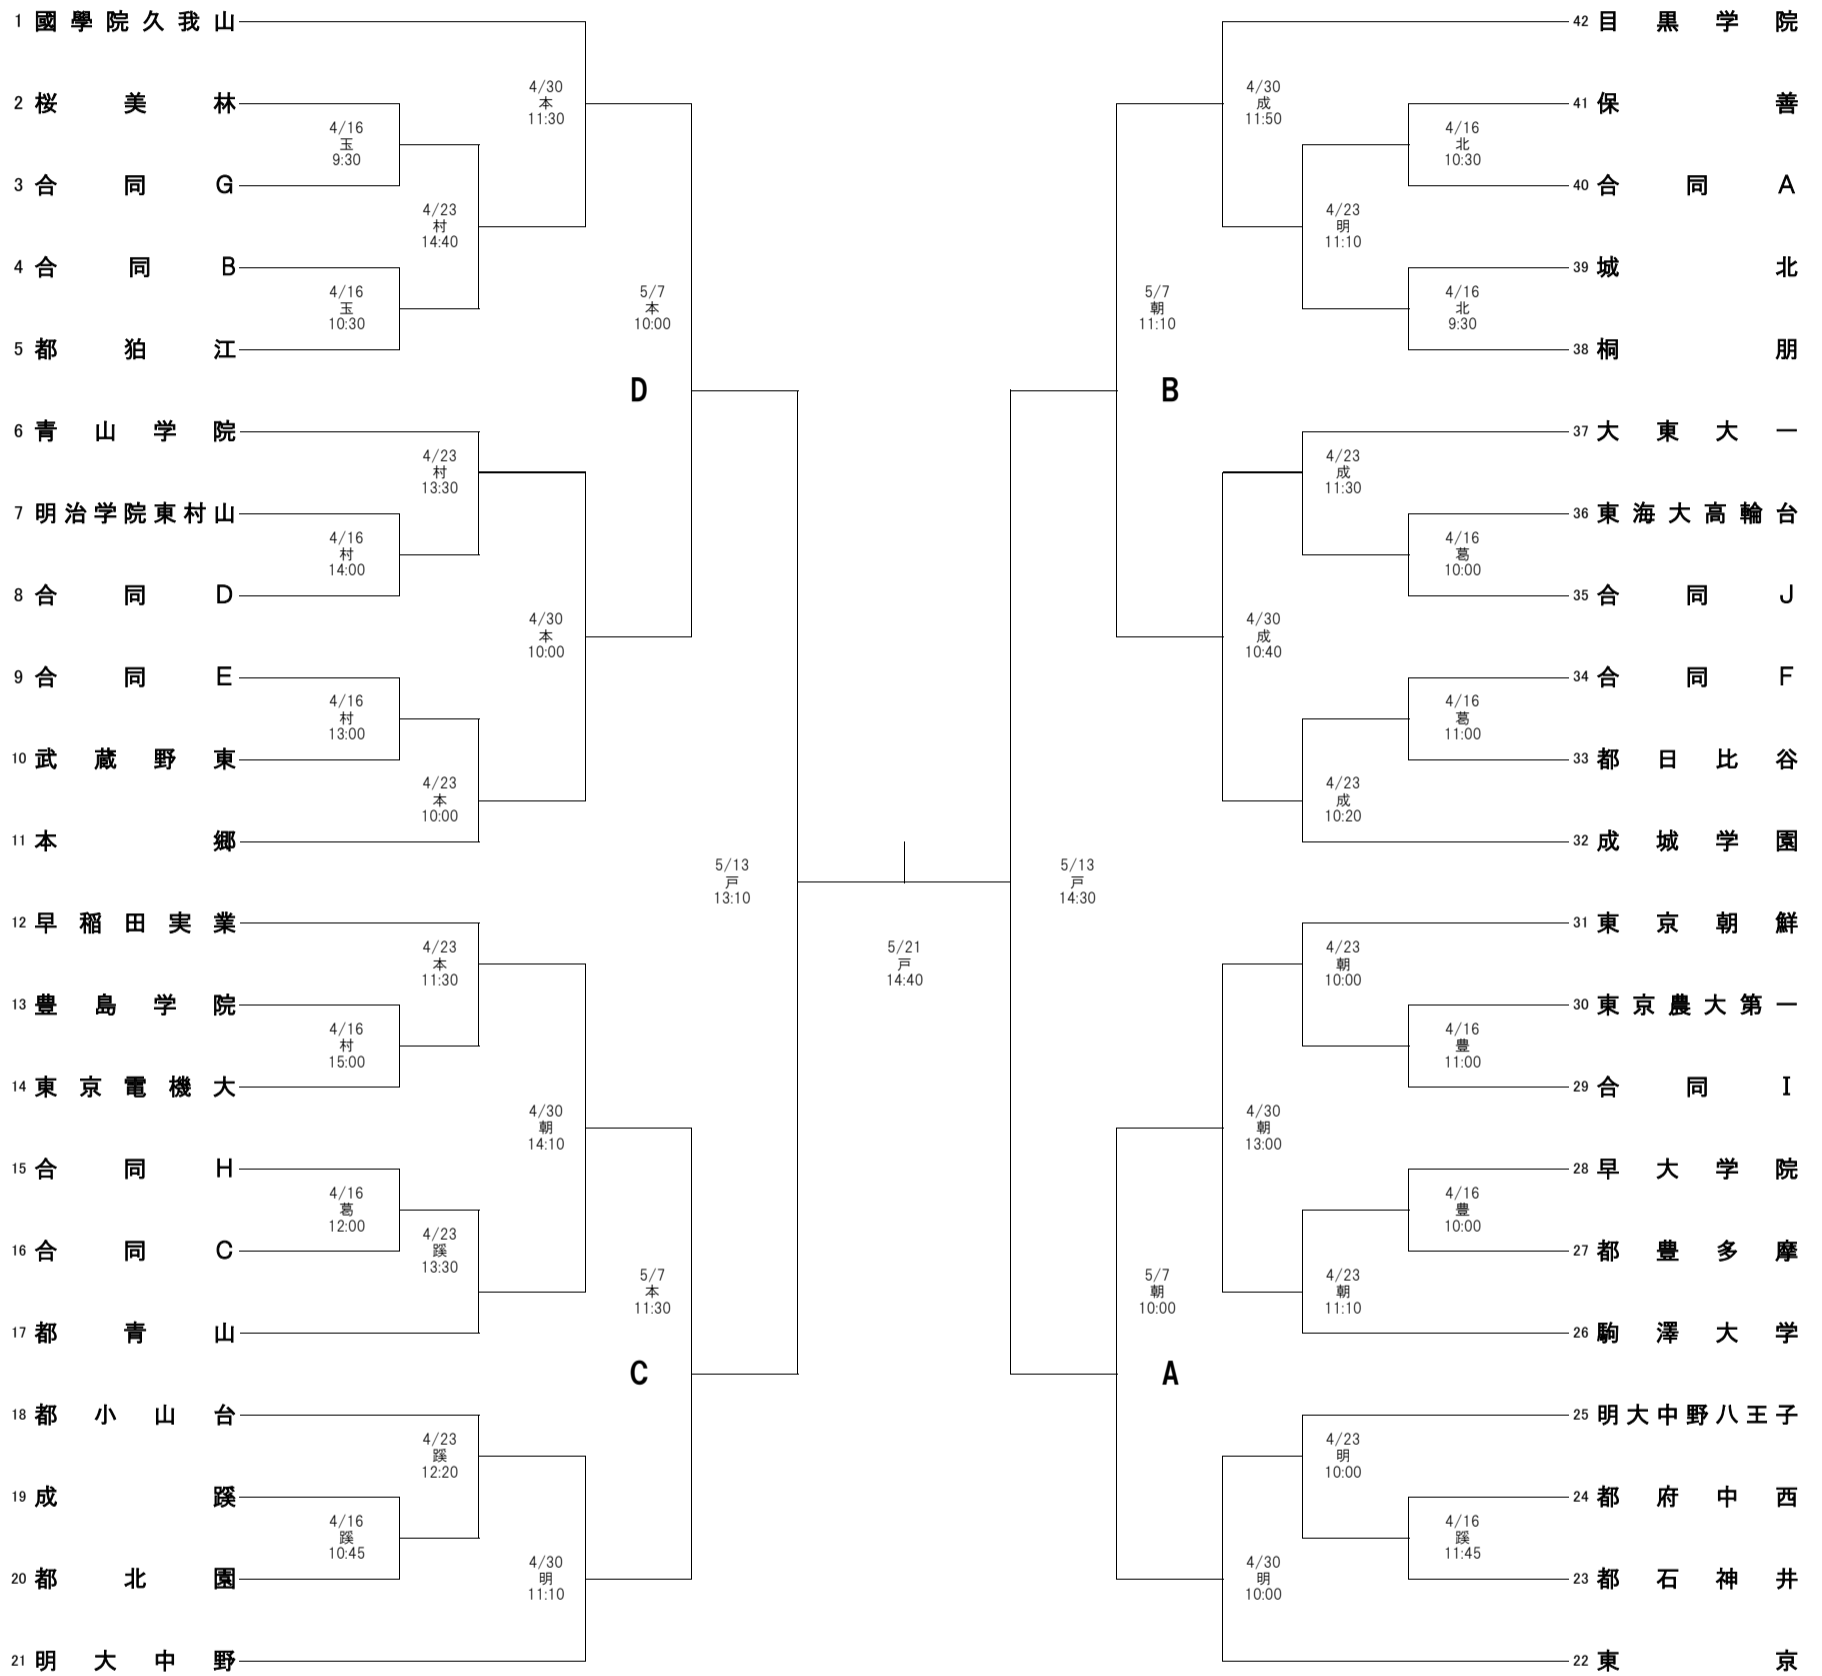 1 國學院久我山
4/30
本
11:30
2 桜美林
4/16
玉
9:30
3 合同G
4/23
村
14:40
4 合同B
4/16
玉
10:30
5 都狛江
5/7
本
10:00
D
6 青山学院
4/23
村
13:30
7 明治学院東村山
4/16
村
14:00
8 合同D
4/30
本
10:00
9 合同E
4/16
村
13:00
10 武蔵野東
4/23
本
10:00
11 本郷
5/13
戸
13:10
12 早稲田実業
4/23
本
11:30
13 豊島学院
4/16
村
15:00
14 東京電機大
4/30
朝
14:10
15 合同H
4/16
葛
12:00
16 合同C
4/23
蹊
13:30
17 都青山
5/7
本
11:30
C
18 都小山台
4/23
蹊
12:20
19 成蹊
4/16
蹊
10:45
20 都北園
4/30
明
11:10
21 明大中野
5/21
戸
14:40
42 目黒学院
4/30
成
11:50
41 保善
4/16
北
10:30
40 合同A
4/23
明
11:10
39 城北
4/16
北
9:30
38 桐朋
5/7
朝
11:10
B
37 大東大一
4/23
成
11:30
36 東海大高輪台
4/16
葛
10:00
35 合同J
4/30
成
10:40
34 合同F
4/16
葛
11:00
33 都日比谷
4/23
成
10:20
32 成城学園
5/13
戸
14:30
31 東京朝鮮
4/23
朝
10:00
30 東京農大第一
4/16
豊
11:00
29 合同I
4/30
朝
13:00
28 早大学院
4/16
豊
10:00
27 都豊多摩
4/23
朝
11:10
26 駒澤大学
5/7
朝
10:00
A
25 明大中野八王子
4/23
明
10:00
24 都府中西
4/16
蹊
11:45
23 都石神井
4/30
明
10:00
22 東京